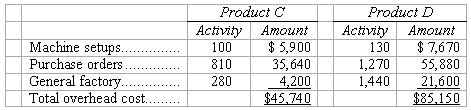 Product C Product D
Activity Amount Activity Amount
Machine setups............... 100 $ 5,900 130 $ 7,670
Purchase orders.............. 810 35,640 1,270 55,880
General factory............... 280 4,200 1,440 21,600
Total overhead cost......... $45,740 $85,150